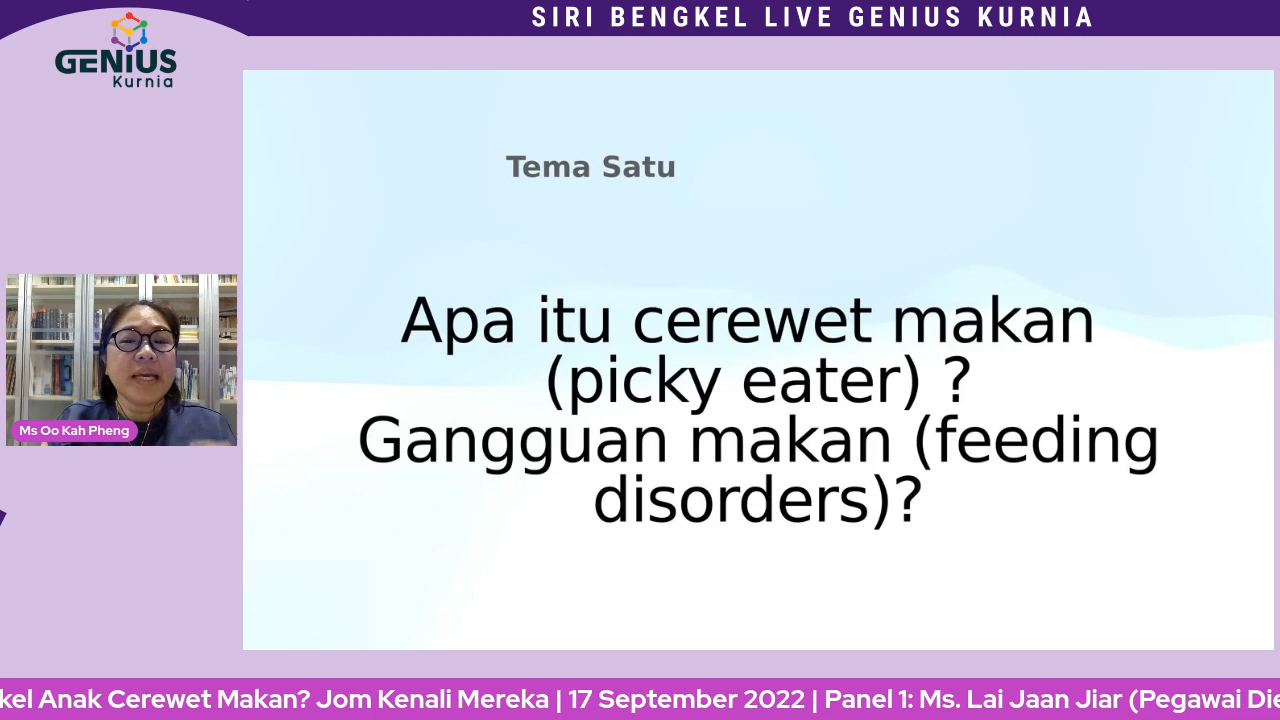 SIRI BENGKEL LIVE GENIUS KURNIA
GENIUS
Kurnia
Tema Satu
Apa itu cerewet makan
(picky eater) ?
Gangguan makan (feeding
disorders)?
Ms Oo Kah Pheng
kel Anak Cerewet Makan? Jom Kenali Mereka | 17 September 2022 | Panel 1: Ms. Lai Jaan Jiar (Pegawai Die